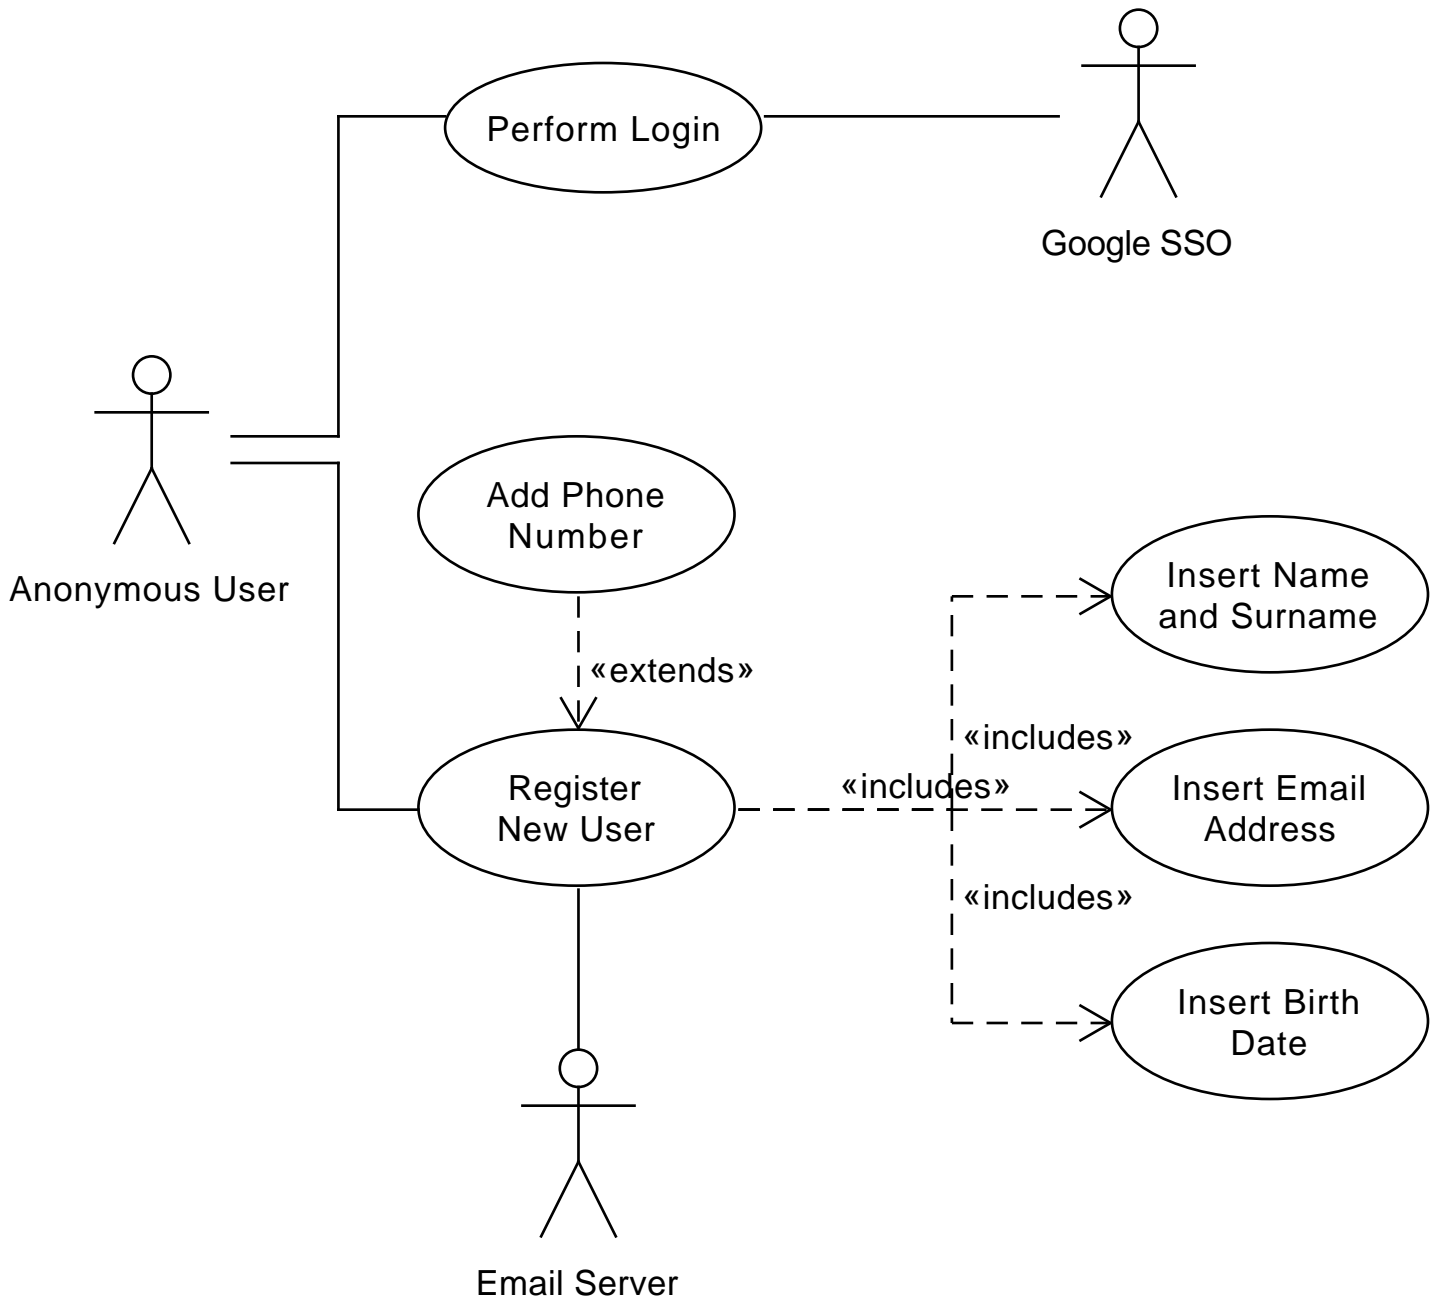 Perform Login
Google SSO
Anonymous User
Add Phone
Number
«extends»
Insert Name
and Surname
«includes»
«includes»
Register
New User
Insert Email
Address
«includes»
Insert Birth
Date
Email Server